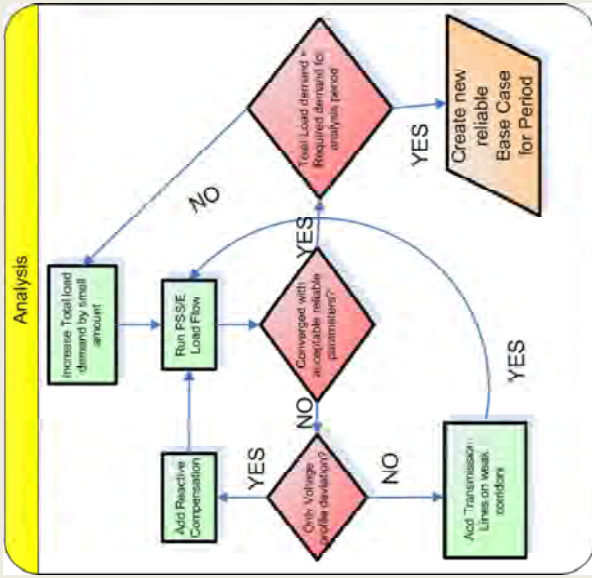 Analysis
Increase Total load
demand by small
amount
Run PSS/E
Load Flow
Add Reactive
Compensation
Converged with
acceptable reliable
parameters?
Only Voltage
profile deviation?
Add Transmission
Lines on weak
corridors
Total Load demand =
Required demand for
analysis period
Create new
reliable
Base Case
for Period
NO
YES
NO
YES
NO
YES
YES